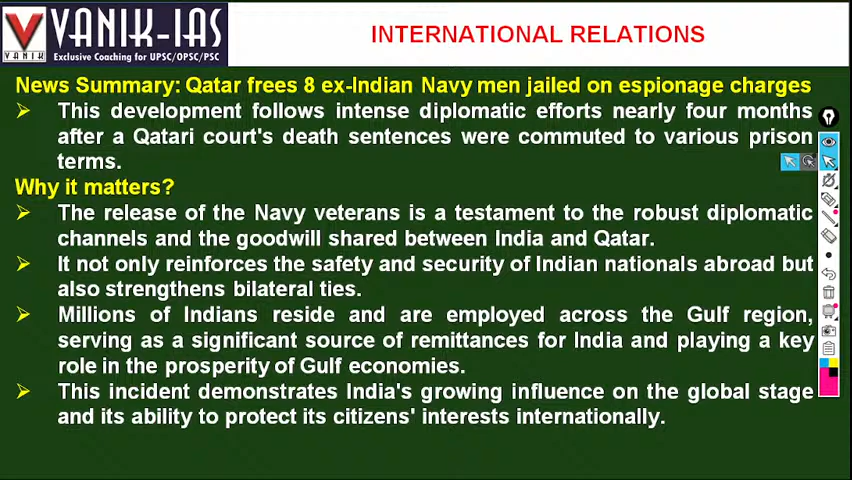 VANIK-IAS
VANIK
Exclusive Coaching for UPSC/OPSC/PSC
INTERNATIONAL RELATIONS
News Summary: Qatar frees 8 ex-Indian Navy men jailed on espionage charges
This development follows intense diplomatic efforts nearly four months
after a Qatari court's death sentences were commuted to various prison
terms.
Why it matters?
The release of the Navy veterans is a testament to the robust diplomatic
channels and the goodwill shared between India and Qatar.
It not only reinforces the safety and security of Indian nationals abroad but
also strengthens bilateral ties.
Millions of Indians reside and are employed across the Gulf region,
serving as a significant source of remittances for India and playing a key
role in the prosperity of Gulf economies.
This incident demonstrates India's growing influence on the global stage
and its ability to protect its citizens' interests internationally.